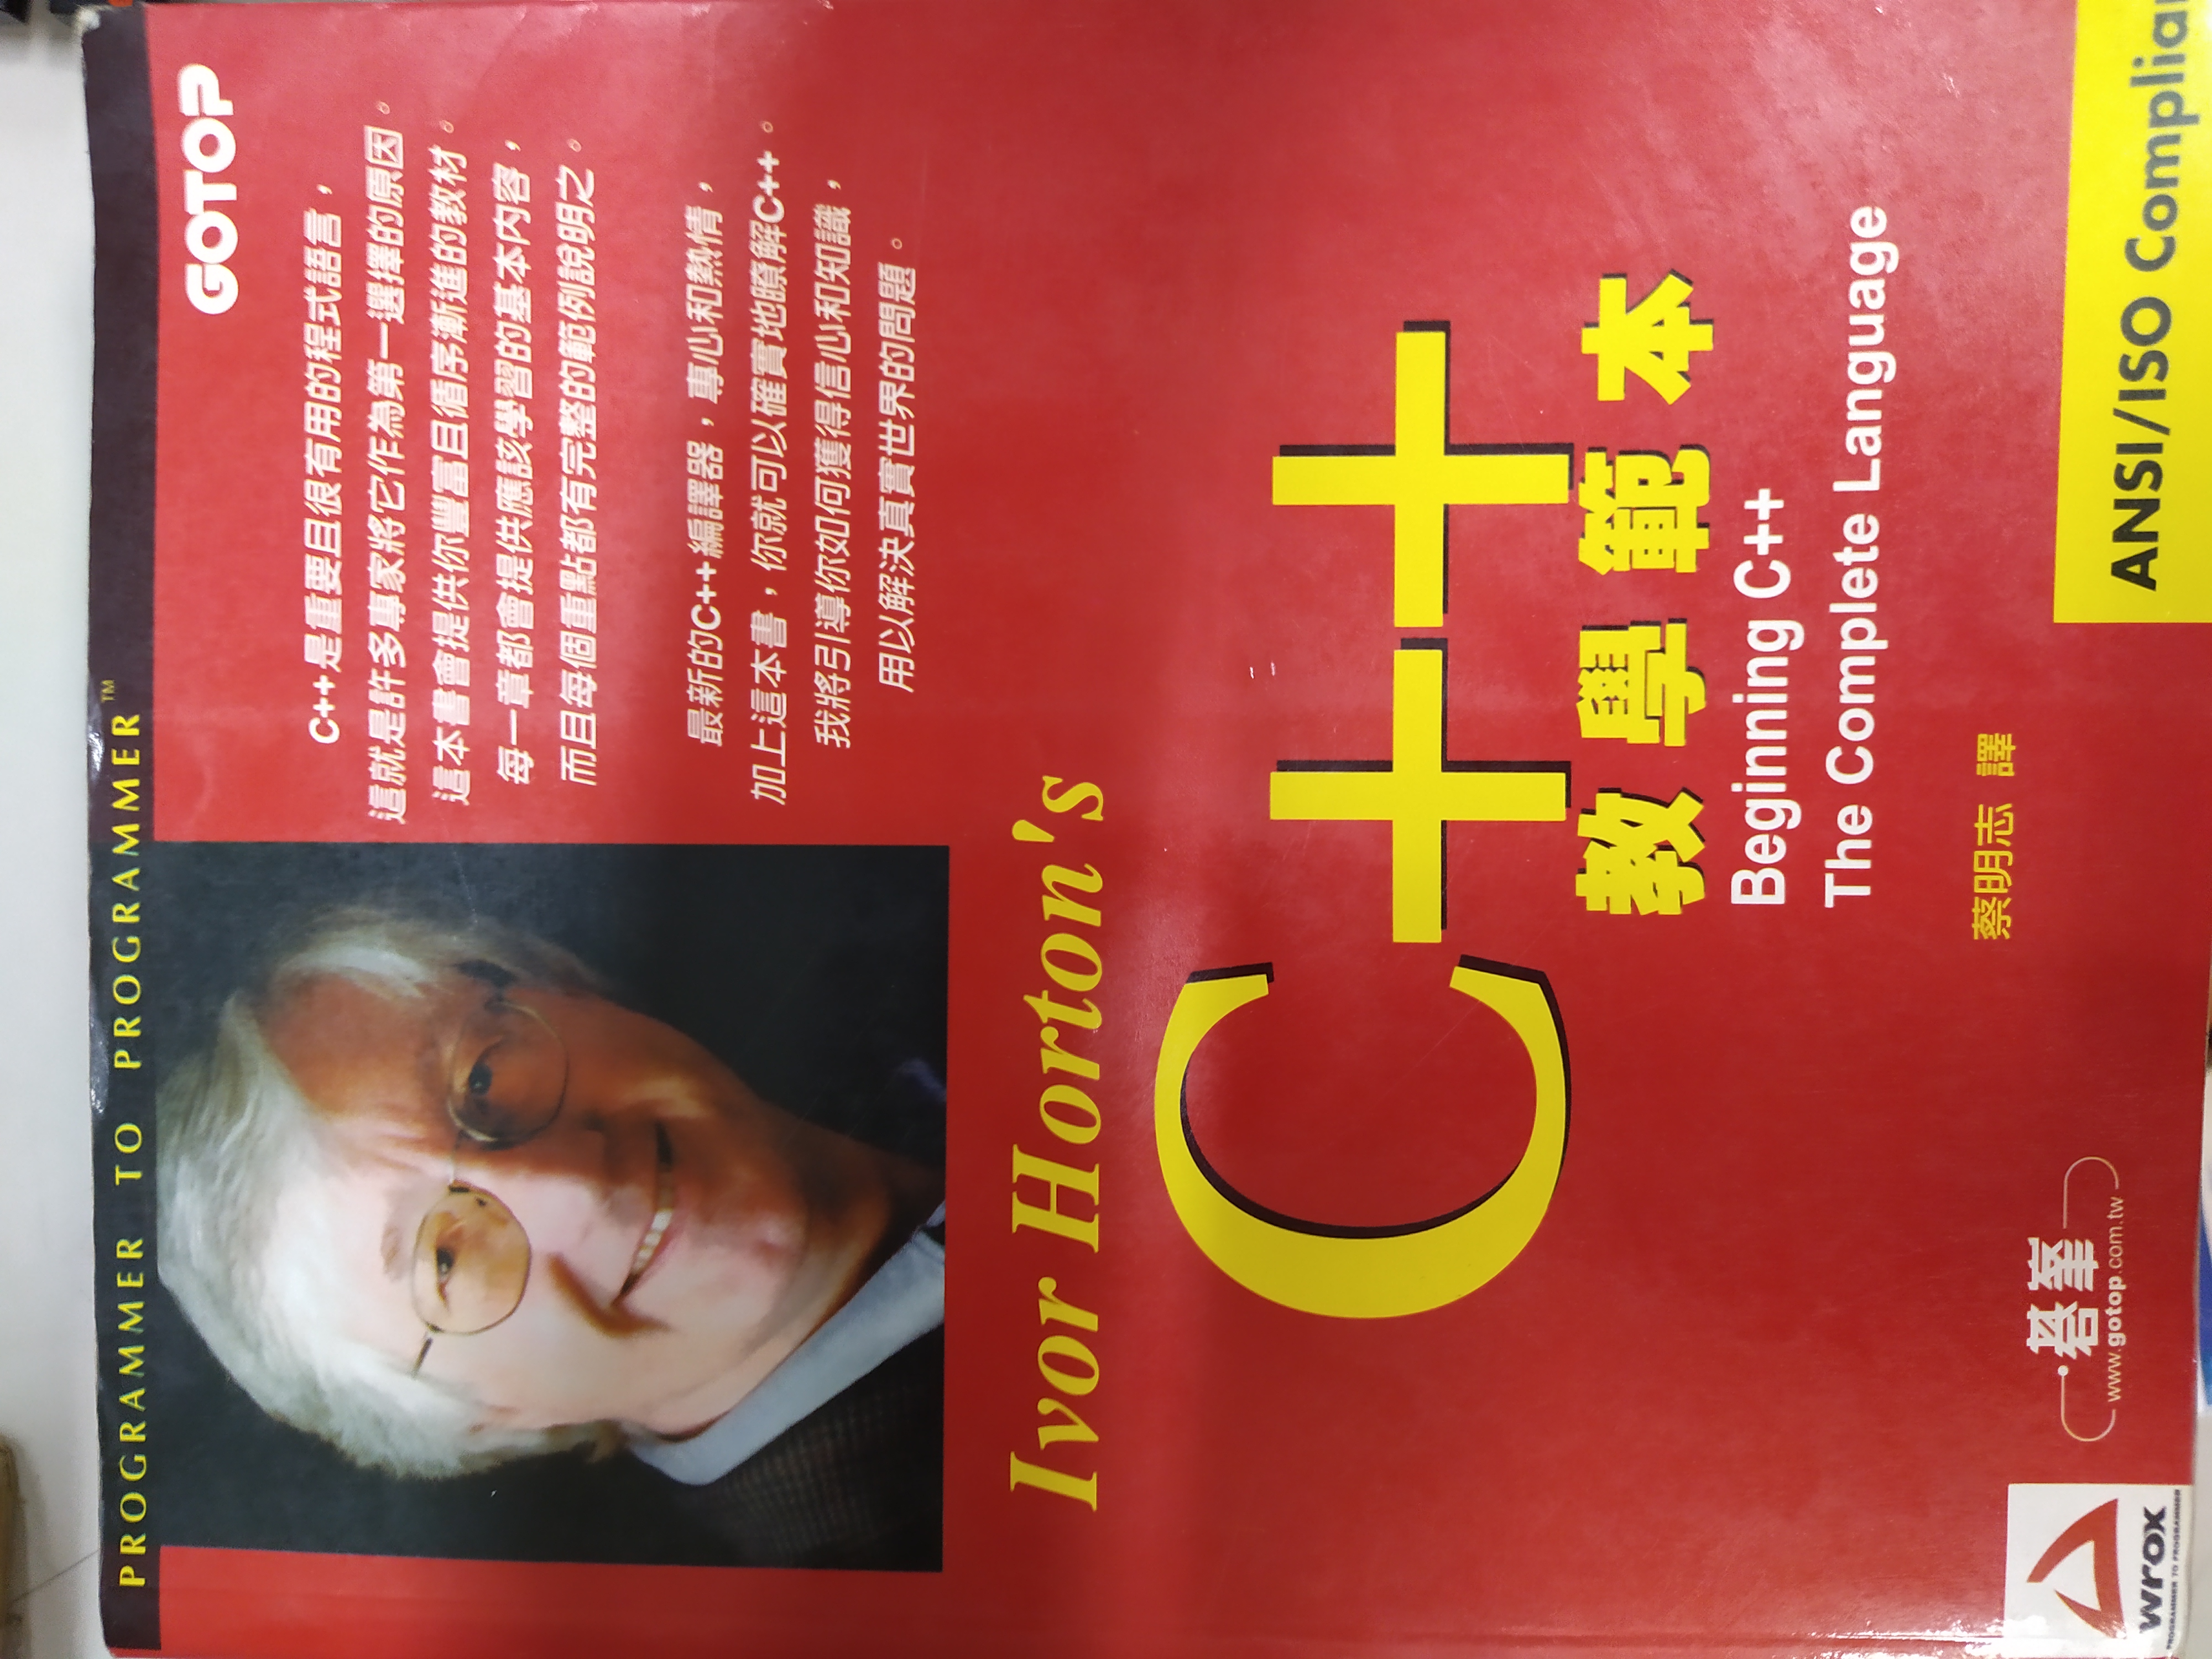 PROGRAMMER TO PROGRAMMER™
GOTOP
C++是重要且很有用的程式語言，
這就是許多專家將它作為第一選擇的原因。
這本書會提供你豐富且循序漸進的教材。
每一章都會提供應該學習的基本內容，
而且每個重點都有完整的範例說明之。
最新的C++編譯器，專心和熱情，
加上這本書，你就可以確實地瞭解C++。
我將引導你如何獲得信心和知識，
用以解決真實世界的問題。
Ivor Horton's
C++
教學範本
Beginning C++
The Complete Language
蔡明志 譯
碁峯
www.gotop.com.tw
wrox
PROGRAMMER TO PROGRAMMER
ANSI/ISO Complian